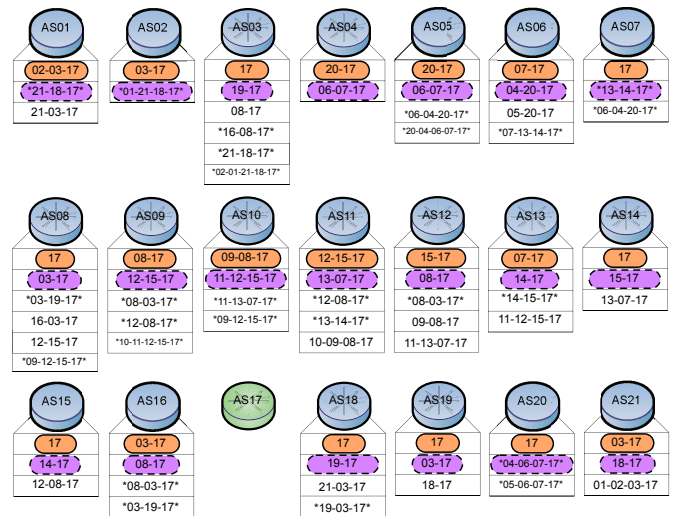 AS01 AS02 AS03 AS04 AS05 AS06 AS07
02-03-17 03-17 17 20-17 20-17 07-17 17
*21-18-17* *01-21-18-17* 19-17 06-07-17 06-07-17 04-20-17 *13-14-17*
21-03-17 08-17 *06-04-20-17* 05-20-17 *06-04-20-17*
*16-08-17* *20-04-06-07-17* *07-13-14-17*
*21-18-17*
*02-01-21-18-17*
AS08 AS09 AS10 AS11 AS12 AS13 AS14
17 08-17 09-08-17 12-15-17 15-17 07-17 17
03-17 12-15-17 11-12-15-17 13-07-17 08-17 14-17 15-17
*03-19-17* *08-03-17* *11-13-07-17* *12-08-17* *08-03-17* *14-15-17* 13-07-17
16-03-17 *12-08-17* *09-12-15-17* *13-14-17* 09-08-17 11-12-15-17
12-15-17 *10-11-12-15-17* 10-09-08-17 11-13-07-17
*09-12-15-17*
AS15 AS16 AS17 AS18 AS19 AS20 AS21
17 03-17 17 17 17 03-17
14-17 08-17 19-17 03-17 *04-06-07-17* 18-17
12-08-17 *08-03-17* 21-03-17 18-17 *05-06-07-17* 01-02-03-17
*03-19-17* *19-03-17*